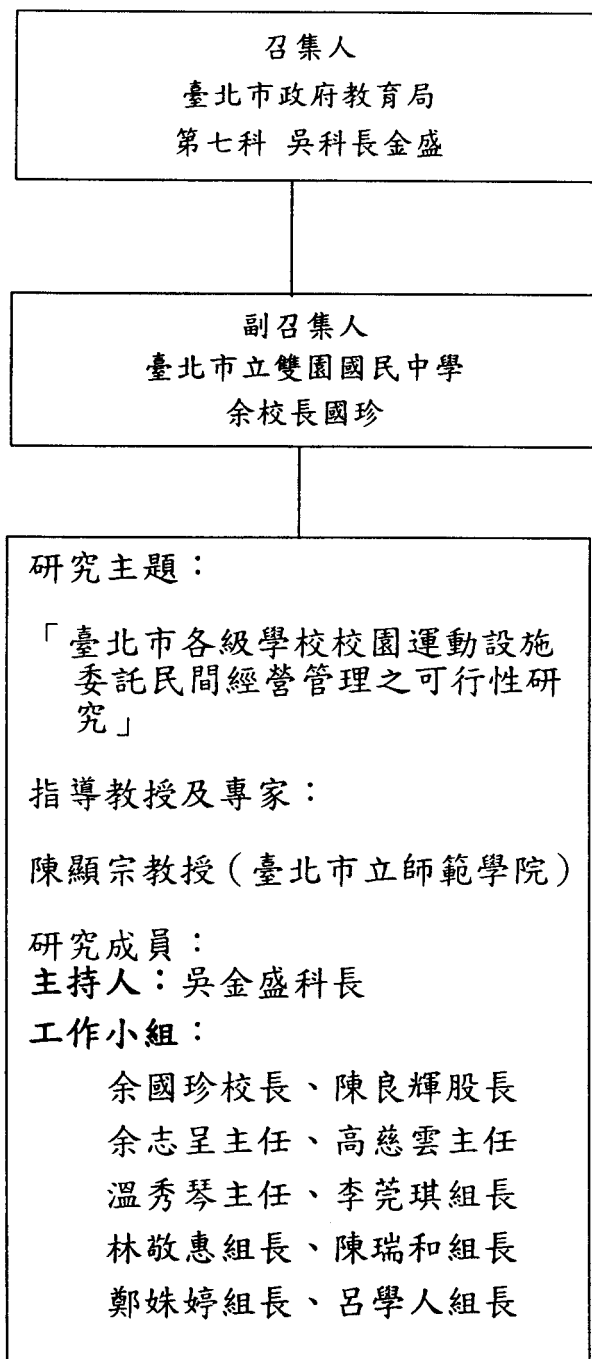 召集人
臺北市政府教育局
第七科 吳科長金盛
副召集人
臺北市立雙園國民中學
余校長國珍
研究主題：
「臺北市各級學校校園運動設施
委託民間經營管理之可行性研
究」
指導教授及專家：
陳顯宗教授（臺北市立師範學院）
研究成員：
主持人：吳金盛科長
工作小組：
余國珍校長、陳良輝股長
余志呈主任、高慈雲主任
溫秀琴主任、李莞琪組長
林敬惠組長、陳瑞和組長
鄭姝婷組長、呂學人組長